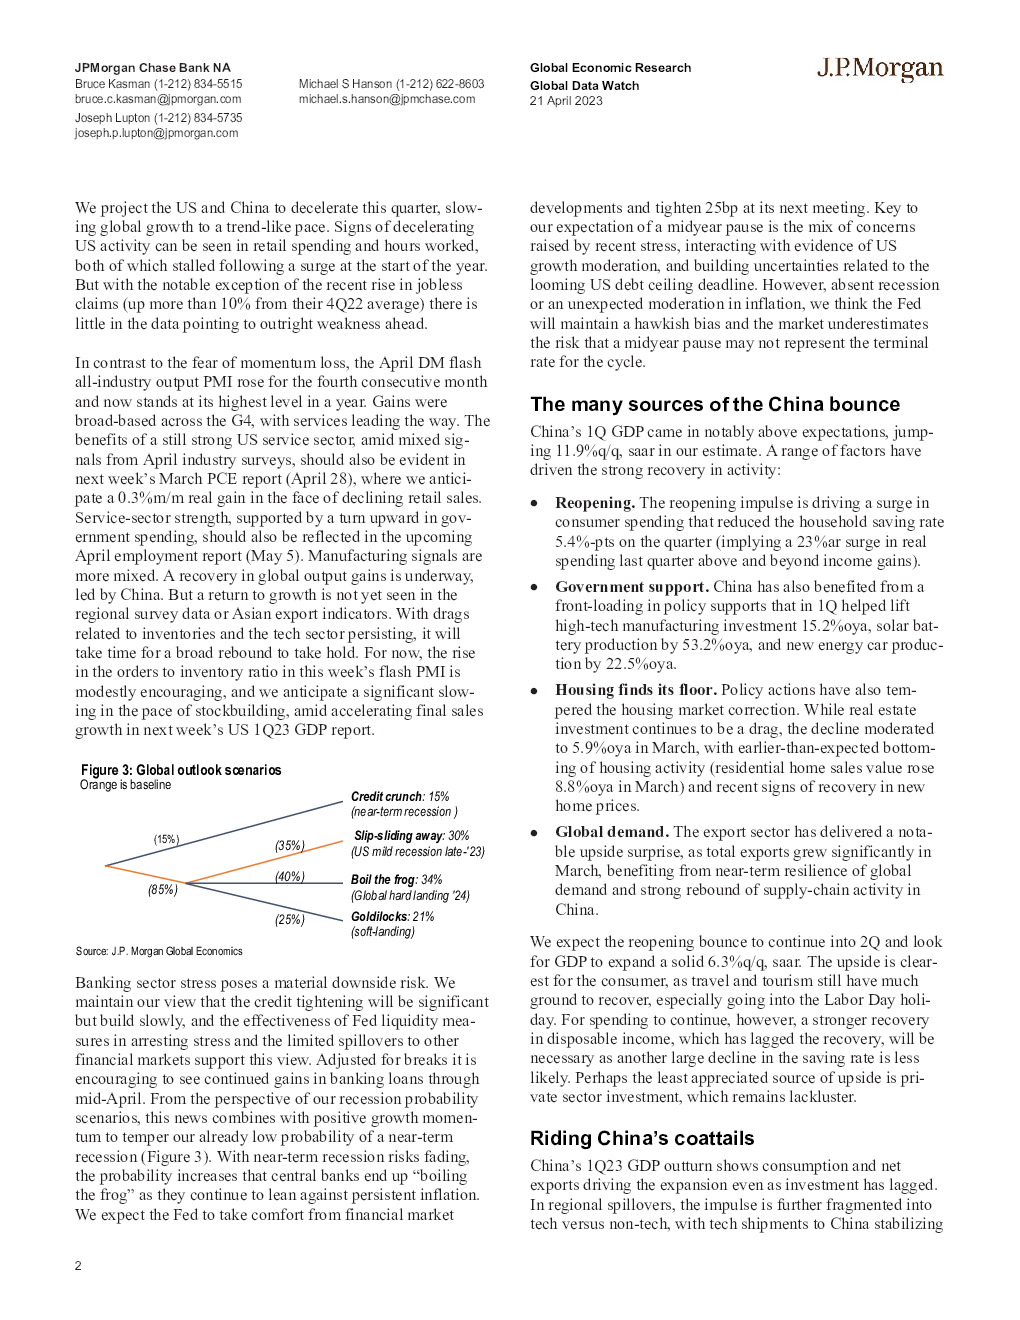 JPMorgan Chase Bank NA
Bruce Kasman (1-212) 834-5515
bruce.c.kasman@jpmorgan.com
Joseph Lupton (1-212) 834-5735
joseph.p.lupton@jpmorgan.com
Michael S Hanson (1-212) 622-8603
michael.s.hanson@jpmchase.com
Global Economic Research
Global Data Watch
21 April 2023
J.P.Morgan
We project the US and China to decelerate this quarter, slow-
ing global growth to a trend-like pace. Signs of decelerating
US activity can be seen in retail spending and hours worked,
both of which stalled following a surge at the start of the year.
But with the notable exception of the recent rise in jobless
claims (up more than 10% from their 4Q22 average) there is
little in the data pointing to outright weakness ahead.
In contrast to the fear of momentum loss, the April DM flash
all-industry output PMI rose for the fourth consecutive month
and now stands at its highest level in a year. Gains were
broad-based across the G4, with services leading the way. The
benefits of a still strong US service sector, amid mixed sig-
nals from April industry surveys, should also be evident in
next week's March PCE report (April 28), where we antici-
pate a 0.3%m/m real gain in the face of declining retail sales.
Service-sector strength, supported by a turn upward in gov-
ernment spending, should also be reflected in the upcoming
April employment report (May 5). Manufacturing signals are
more mixed. A recovery in global output gains is underway,
led by China. But a return to growth is not yet seen in the
regional survey data or Asian export indicators. With drags
related to inventories and the tech sector persisting, it will
take time for a broad rebound to take hold. For now, the rise
in the orders to inventory ratio in this week's flash PMI is
modestly encouraging, and we anticipate a significant slow-
ing in the pace of stockbuilding, amid accelerating final sales
growth in next week's US 1Q23 GDP report.
Figure 3: Global outlook scenarios
Orange is baseline
Credit crunch: 15%
(near-term recession )
(15%)
Slip-sliding away: 30%
(US mild recession late-'23)
(35%)
(40%)
Boil the frog: 34%
(Global hard landing '24)
(85%)
(25%)
Goldilocks: 21%
(soft-landing)
Source: J.P. Morgan Global Economics
Banking sector stress poses a material downside risk. We
maintain our view that the credit tightening will be significant
but build slowly, and the effectiveness of Fed liquidity mea-
sures in arresting stress and the limited spillovers to other
financial markets support this view. Adjusted for breaks it is
encouraging to see continued gains in banking loans through
mid-April. From the perspective of our recession probability
scenarios, this news combines with positive growth momen-
tum to temper our already low probability of a near-term
recession (Figure 3). With near-term recession risks fading,
the probability increases that central banks end up “boiling
the frog” as they continue to lean against persistent inflation.
We expect the Fed to take comfort from financial market
developments and tighten 25bp at its next meeting. Key to
our expectation of a midyear pause is the mix of concerns
raised by recent stress, interacting with evidence of US
growth moderation, and building uncertainties related to the
looming US debt ceiling deadline. However, absent recession
or an unexpected moderation in inflation, we think the Fed
will maintain a hawkish bias and the market underestimates
the risk that a midyear pause may not represent the terminal
rate for the cycle.
The many sources of the China bounce
China's 1Q GDP came in notably above expectations, jump-
ing 11.9%q/q, saar in our estimate. A range of factors have
driven the strong recovery in activity:
● Reopening. The reopening impulse is driving a surge in
consumer spending that reduced the household saving rate
5.4%-pts on the quarter (implying a 23%ar surge in real
spending last quarter above and beyond income gains).
● Government support. China has also benefited from a
front-loading in policy supports that in 1Q helped lift
high-tech manufacturing investment 15.2%oya, solar bat-
tery production by 53.2%oya, and new energy car produc-
tion by 22.5%oya.
● Housing finds its floor. Policy actions have also tem-
pered the housing market correction. While real estate
investment continues to be a drag, the decline moderated
to 5.9%oya in March, with earlier-than-expected bottom-
ing of housing activity (residential home sales value rose
8.8%oya in March) and recent signs of recovery in new
home prices.
● Global demand. The export sector has delivered a nota-
ble upside surprise, as total exports grew significantly in
March, benefiting from near-term resilience of global
demand and strong rebound of supply-chain activity in
China.
We expect the reopening bounce to continue into 2Q and look
for GDP to expand a solid 6.3%q/q, saar. The upside is clear-
est for the consumer, as travel and tourism still have much
ground to recover, especially going into the Labor Day holi-
day. For spending to continue, however, a stronger recovery
in disposable income, which has lagged the recovery, will be
necessary as another large decline in the saving rate is less
likely. Perhaps the least appreciated source of upside is pri-
vate sector investment, which remains lackluster.
Riding China's coattails
China's 1Q23 GDP outturn shows consumption and net
exports driving the expansion even as investment has lagged.
In regional spillovers, the impulse is further fragmented into
tech versus non-tech, with tech shipments to China stabilizing
2